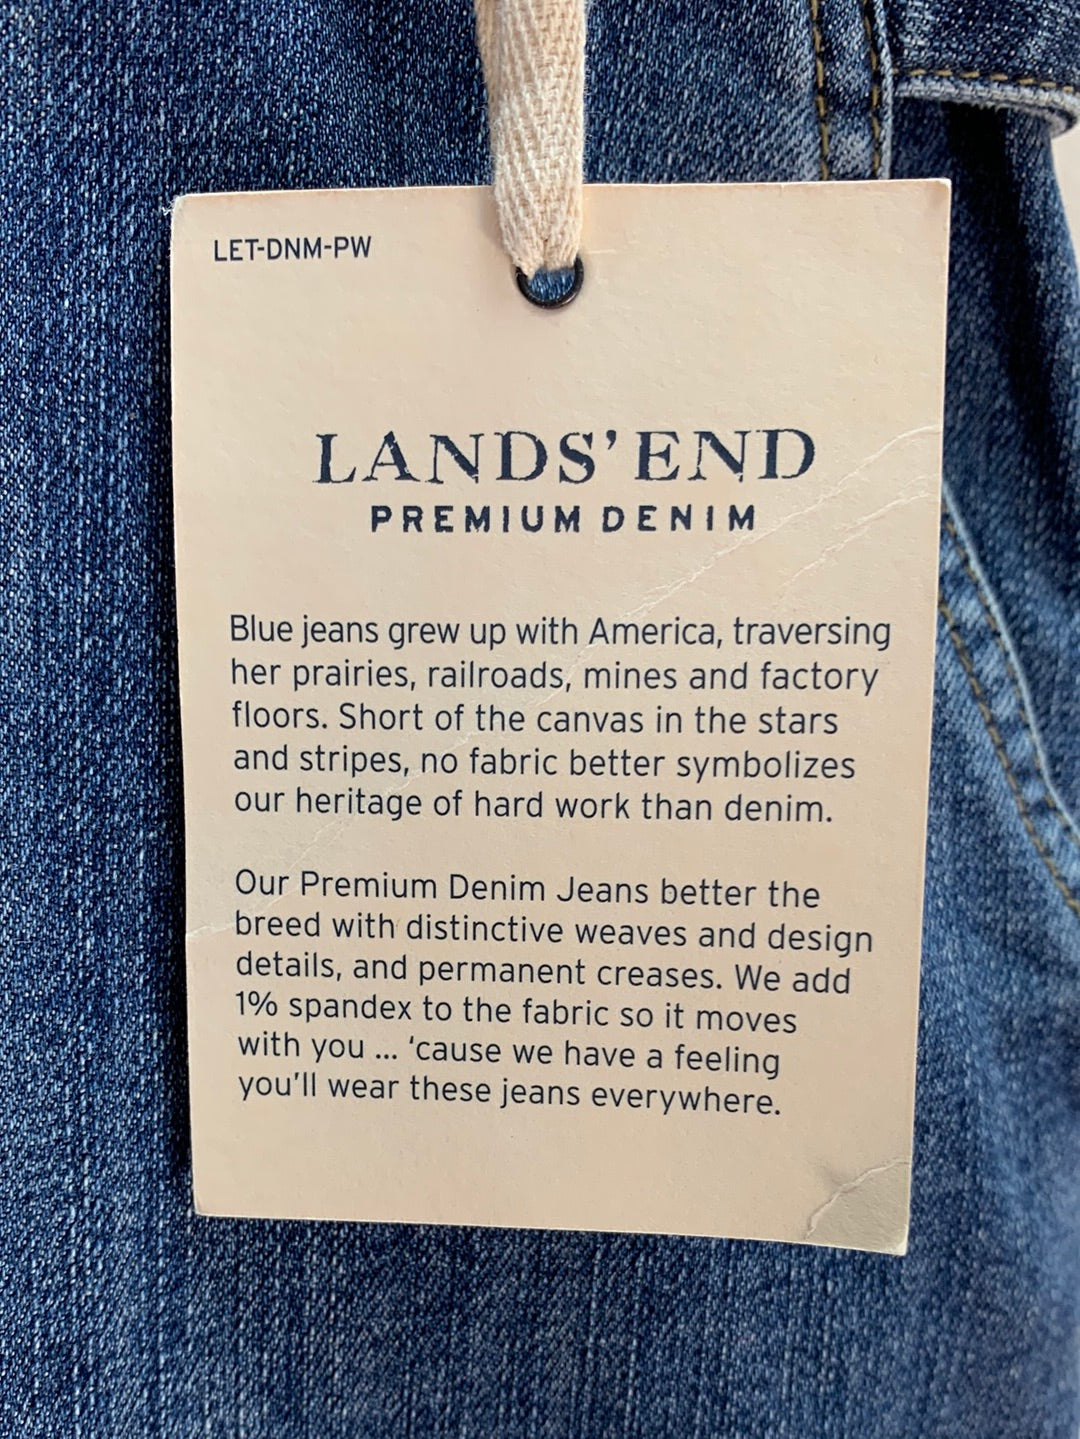 LET-DNM-PW
LANDS' END
PREMIUM DENIM
Blue jeans grew up with America, traversing
her prairies, railroads, mines and factory
floors. Short of the canvas in the stars
and stripes, no fabric better symbolizes
our heritage of hard work than denim.
Our Premium Denim Jeans better the
breed with distinctive weaves and design
details, and permanent creases. We add
1% spandex to the fabric so it moves
with you ... ‘cause we have a feeling
you'll wear these jeans everywhere.